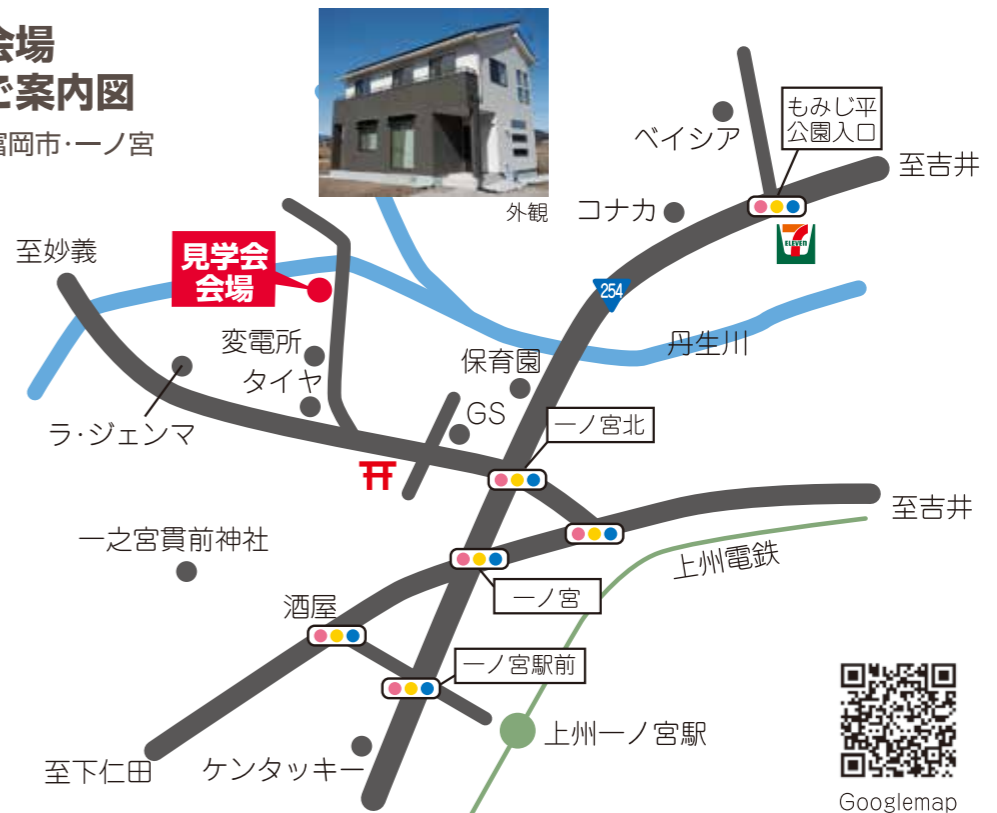 会場
ご案内図
富岡市・一ノ宮
外観
ベイシア
もみじ平
公園入口
至吉井
コナカ
7
ELEVEN
至妙義
見学会
会場
254
丹生川
変電所
タイヤ
保育園
GS
ラ・ジェンマ
一ノ宮北
至吉井
一之宮貫前神社
上州電鉄
一ノ宮
酒屋
一ノ宮駅前
上州一ノ宮駅
至下仁田
ケンタッキー
Googlemap